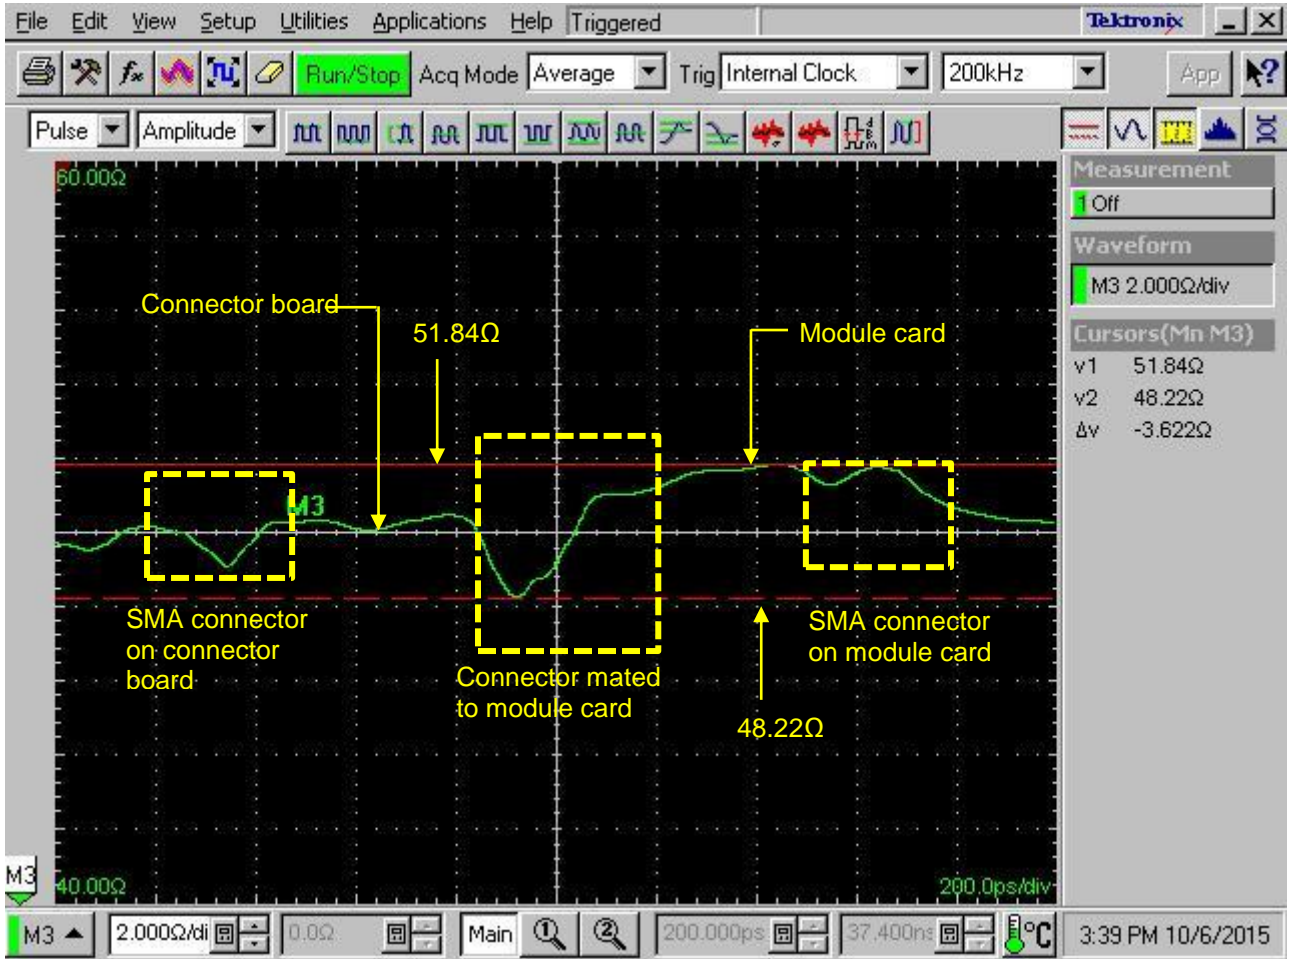 File Edit View Setup Utilities Applications Help Triggered Tektronix
Run/Stop Acq Mode Average Trig Internal Clock 200kHz App
Pulse Amplitude
60.00Ω
Measurement
1 Off
Waveform
M3 2.000Ω/div
Cursors(Mn M3)
v1 51.84Ω
v2 48.22Ω
Δv -3.622Ω
Connector board
51.84Ω
Module card
M3
SMA connector
on connector
board
Connector mated
to module card
SMA connector
on module card
48.22Ω
M3
40.00Ω
200.0ps/div
M3 2.000Ω/di 0.0Ω Main 1 2 200.000ps 37.400ns °C 3:39 PM 10/6/2015